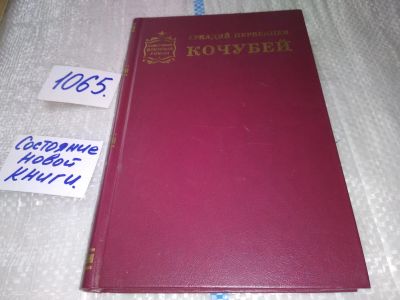 1065.
Состояние
новой
книги.
АРКАДИЙ ПЕРВЕНЦЕВ
КОЧУБЕЙ